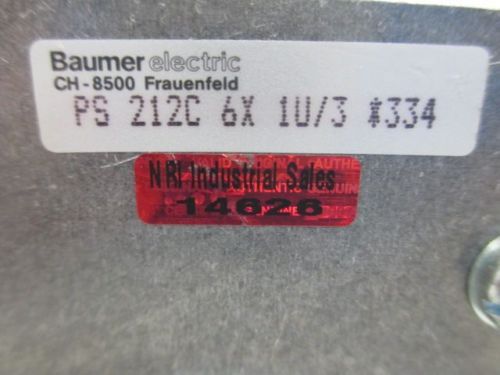 Baumer electric
CH-8500 Frauenfeld
PS 212C 6X 1U/3 #334
NRI Industrial Sales
14626